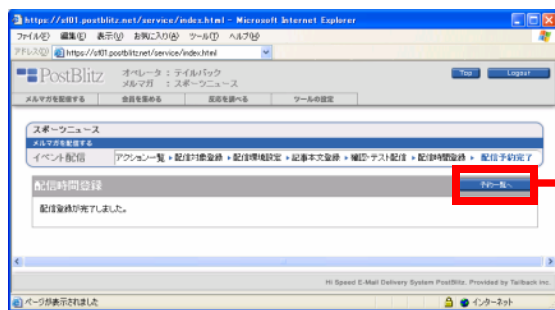 https://sf01.postblitz.net/service/index.html - Microsoft Internet Explorer
ファイル(F) 編集(E) 表示(V) お気に入り(A) ツール(T) ヘルプ(H)
アドレス(D) https://sf01.postblitz.net/service/index.html
PostBlitz
オペレータ : テイルバック
メルマガ : スポーツニュース
Top Logout
メルマガを配信する 会員を集める 反応を調べる ツールの設定
スポーツニュース
メルマガを配信する
イベント配信 アクション一覧 ▶ 配信対象登録 ▶ 配信環境設定 ▶ 記事本文登録 ▶ 確認・テスト配信 ▶ 配信時間登録 ▶ 配信予約完了
配信時間登録 予約一覧へ
配信登録が完了しました。
Hi Speed E-Mail Delivery System PostBlitz. Provided by Tailback inc.
ページが表示されました インターネット